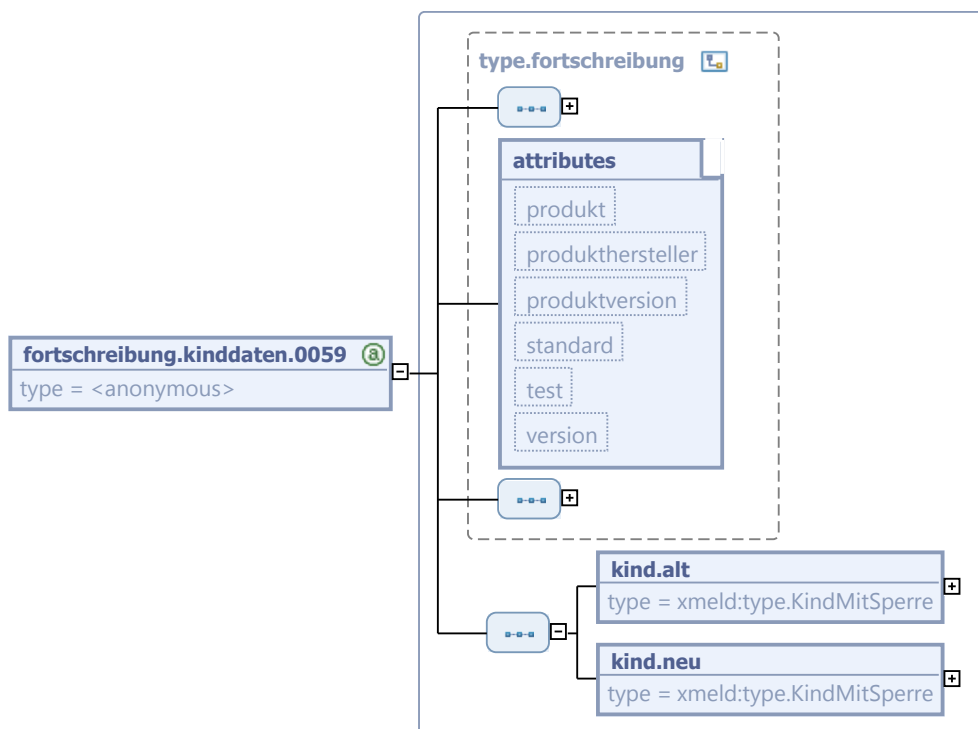 type.fortschreibung
attributes
produkt
produkthersteller
produktversion
standard
test
version
fortschreibung.kinddaten.0059 a
type = <anonymous>
kind.alt
type = xmeld:type.KindMitSperre
kind.neu
type = xmeld:type.KindMitSperre